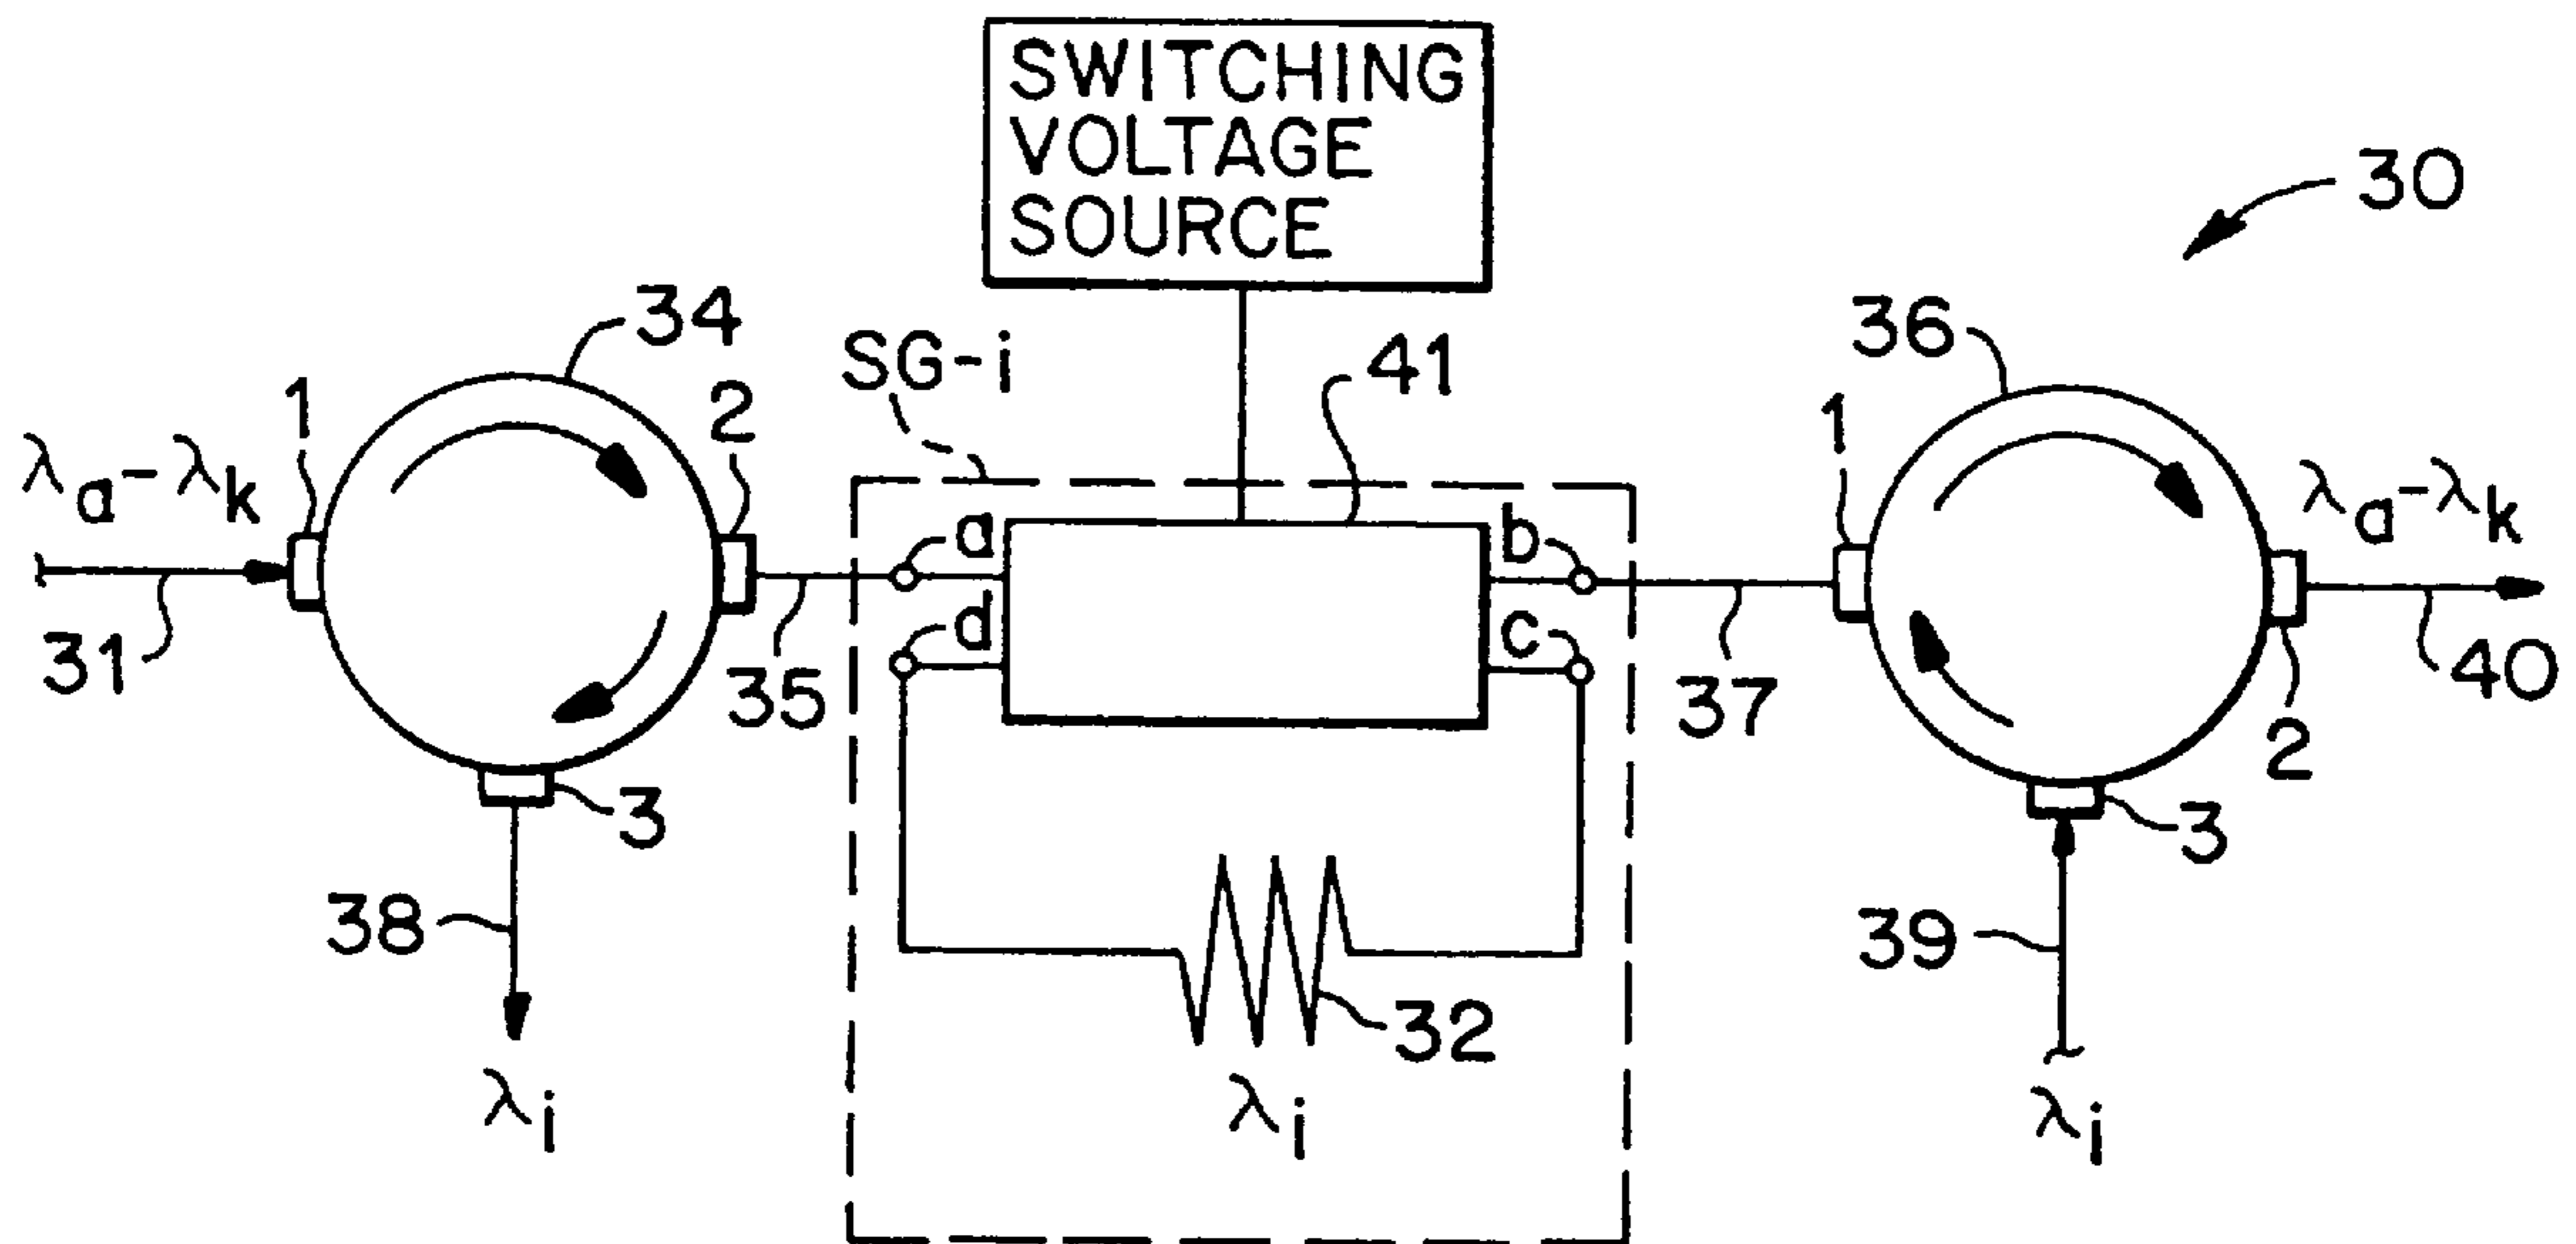 SWITCHING
VOLTAGE
SOURCE
30
34
36
SG-i
41
1
2
1
λa-λk
λa-λk
a
b
d
c
31
35
37
40
2
3
3
38
39
32
λi
λi
λi